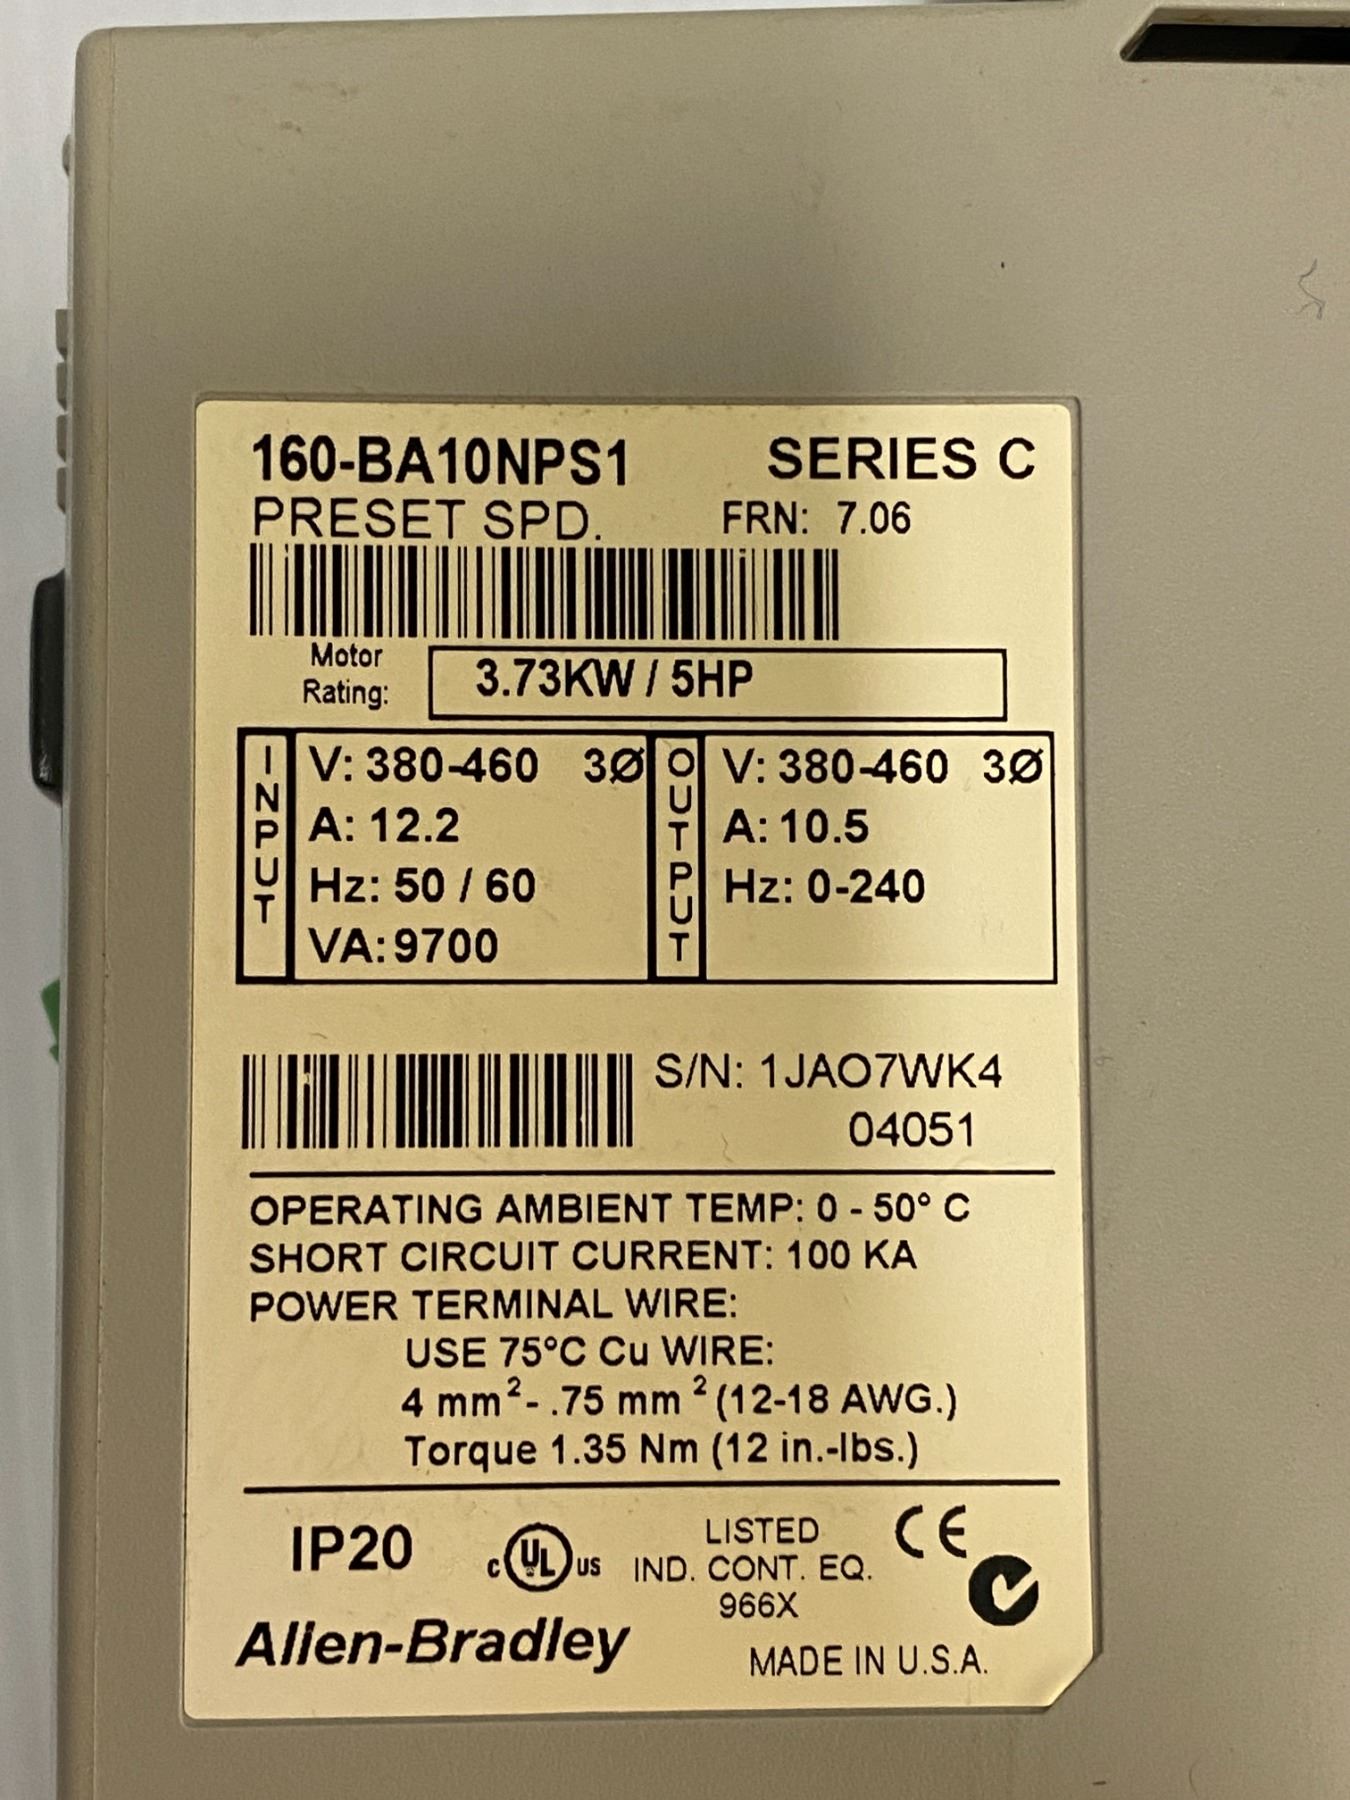 160-BA10NPS1 SERIES C
PRESET SPD. FRN: 7.06
Motor Rating: 3.73KW / 5HP
INPUT
V: 380-460 3Ø
A: 12.2
Hz: 50 / 60
VA: 9700
OUTPUT
V: 380-460 3Ø
A: 10.5
Hz: 0-240
S/N: 1JAO7WK4
04051
OPERATING AMBIENT TEMP: 0 - 50° C
SHORT CIRCUIT CURRENT: 100 KA
POWER TERMINAL WIRE:
USE 75°C Cu WIRE:
4 mm² - .75 mm² (12-18 AWG.)
Torque 1.35 Nm (12 in.-lbs.)
IP20
c UL US
LISTED
IND. CONT. EQ.
966X
CE
Allen-Bradley
MADE IN U.S.A.